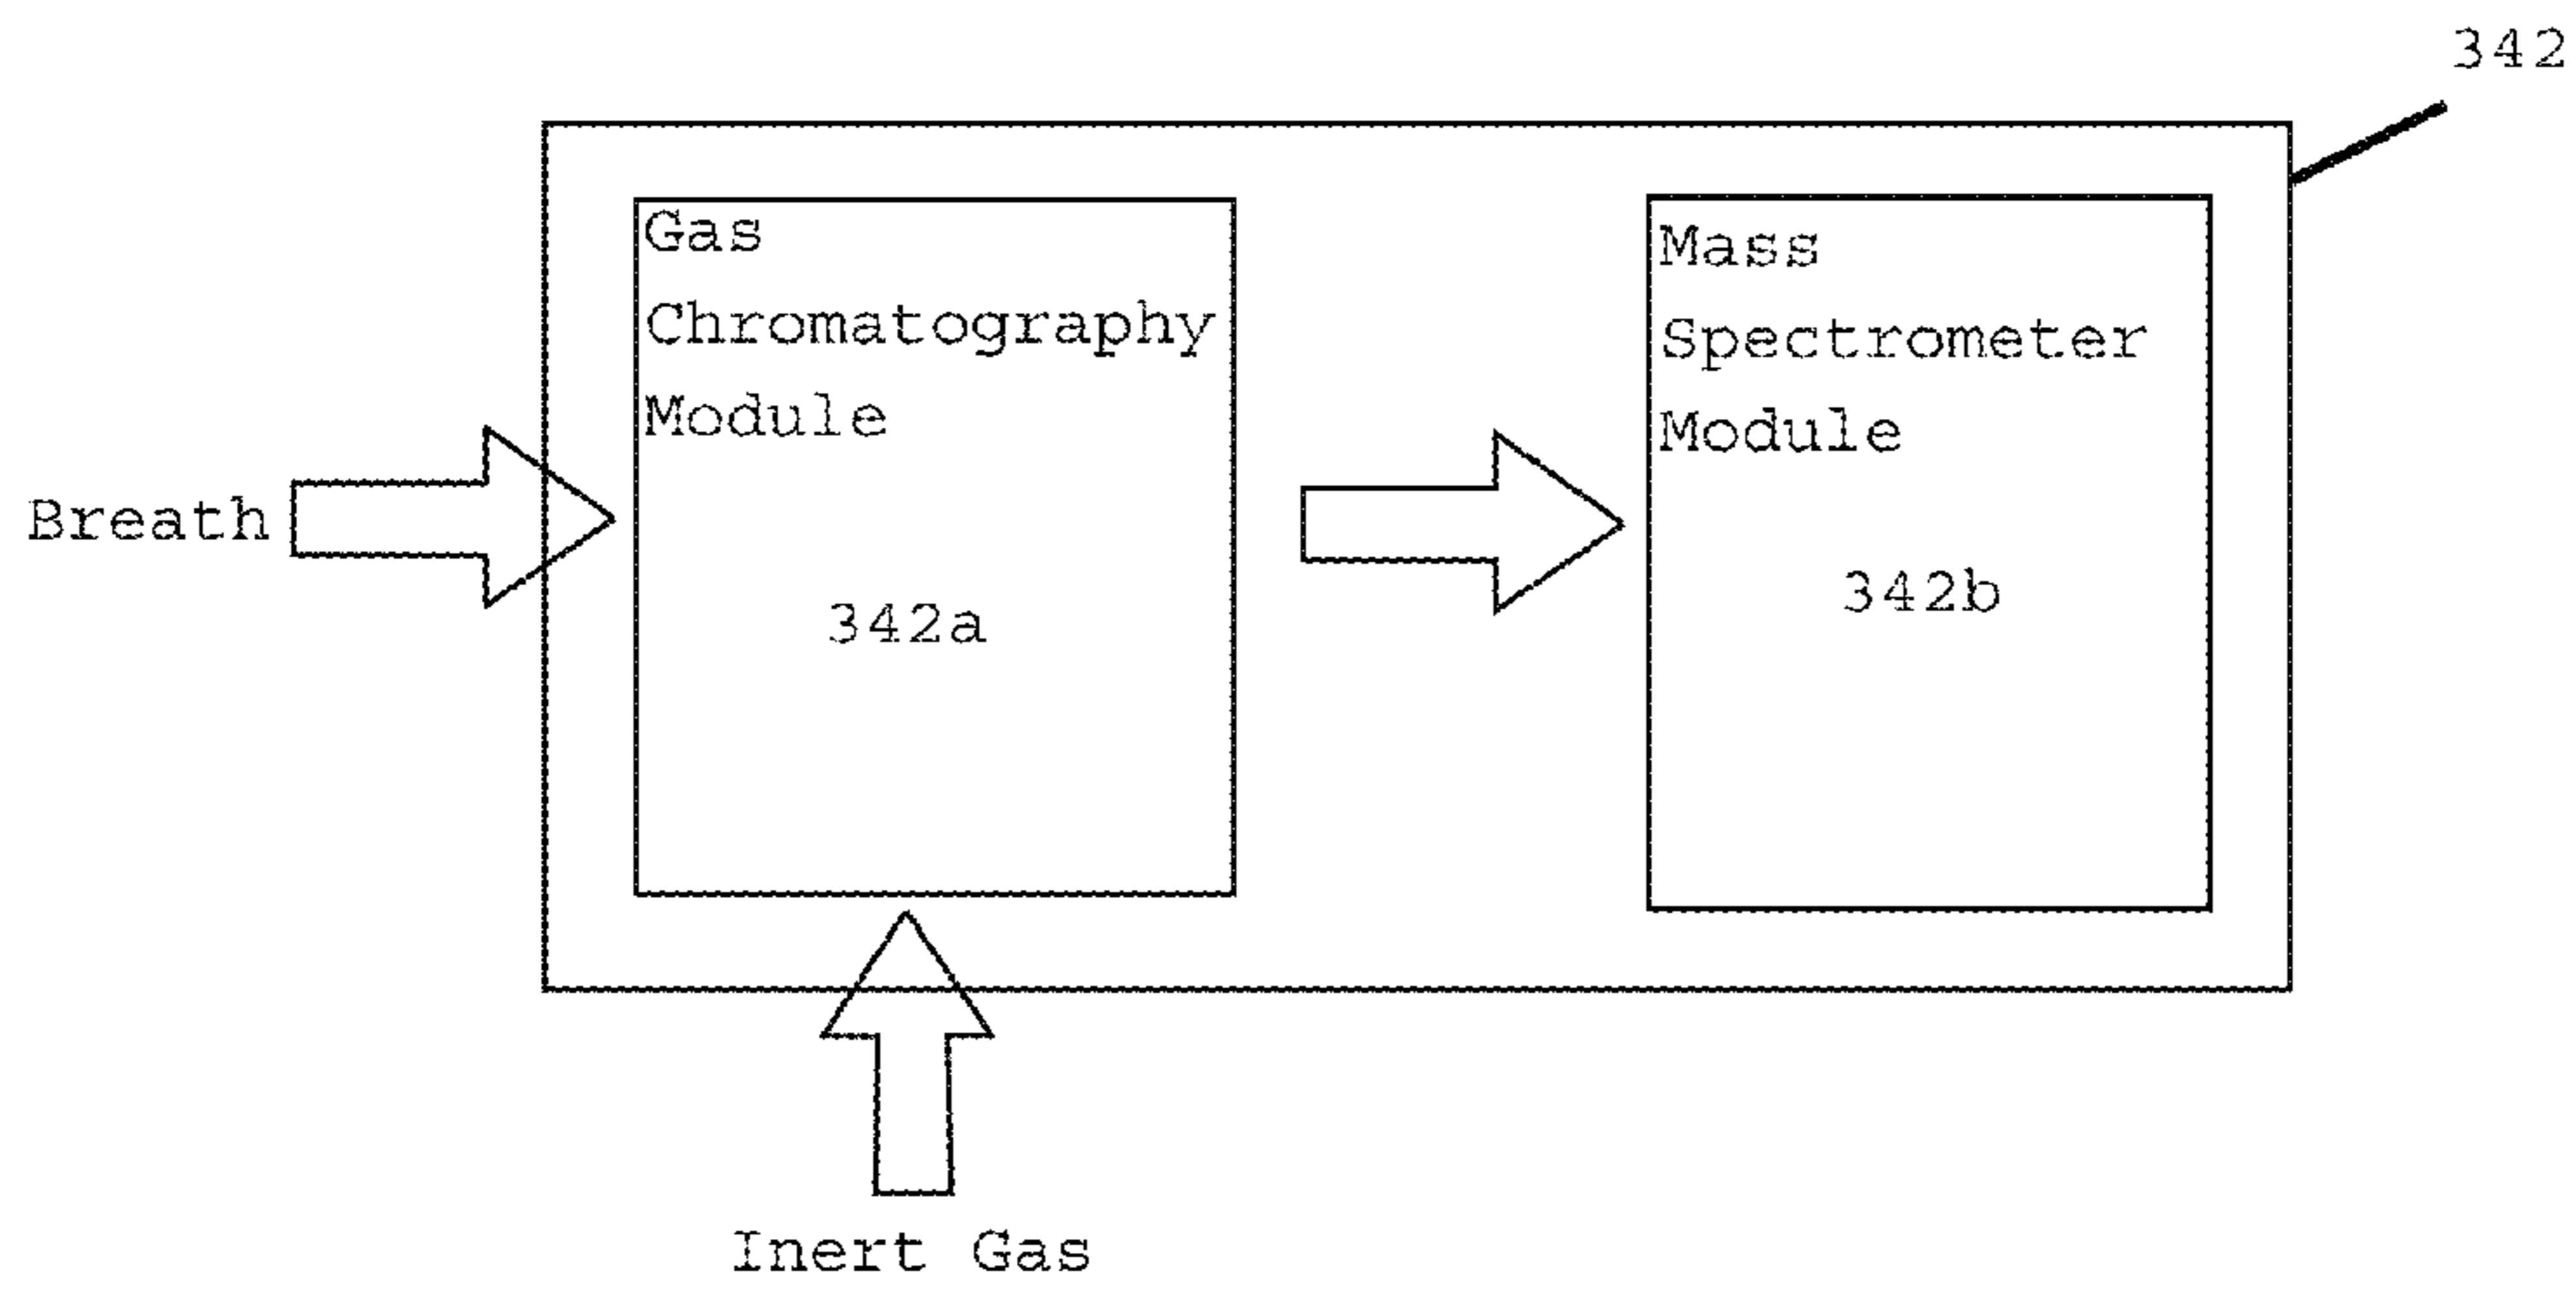 342
Gas
Chromatography
Module
342a
Mass
Spectrometer
Module
342b
Breath
Inert Gas